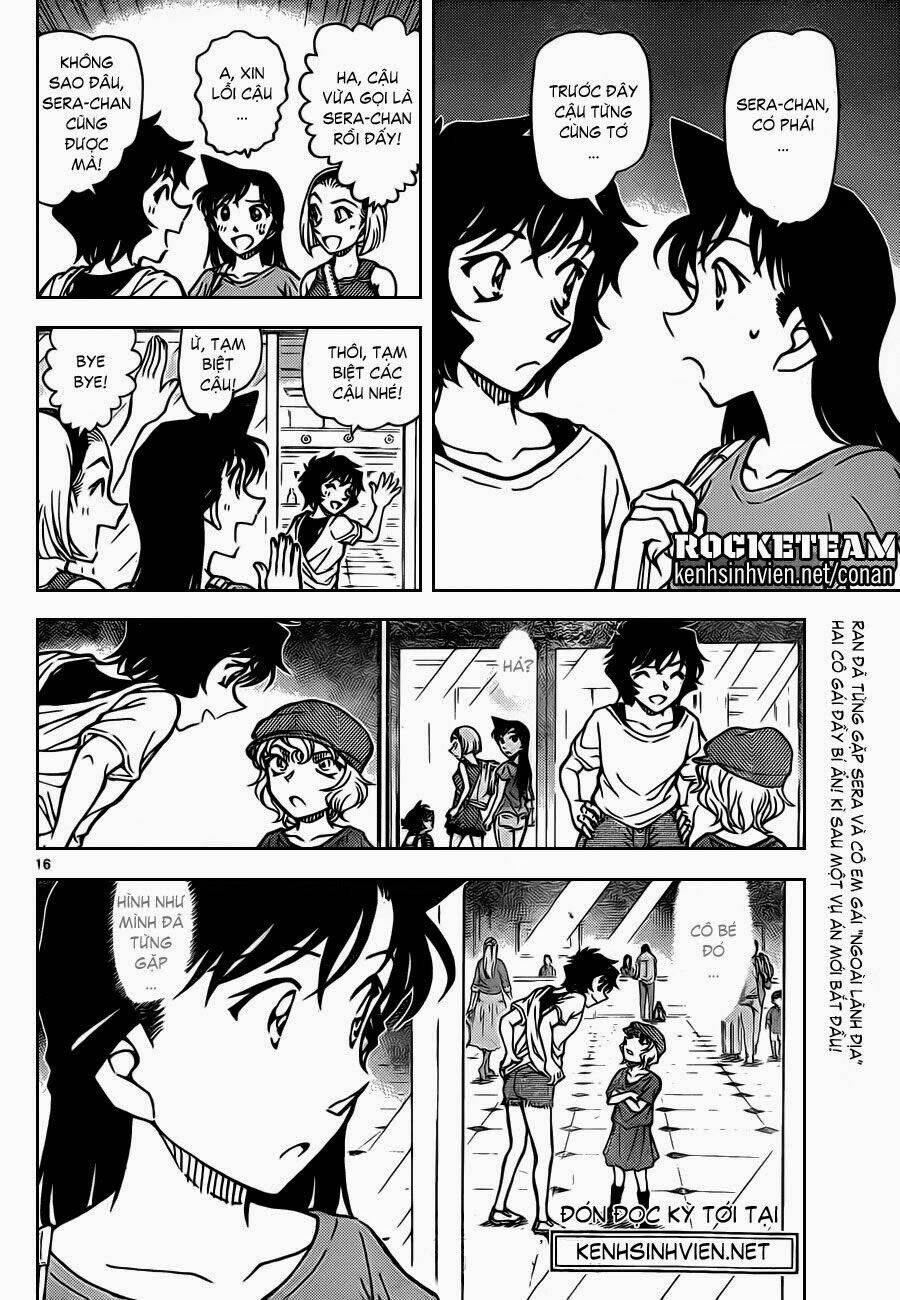 SERA-CHAN,
CÓ PHẢI
...
TRƯỚC ĐÂY
CẬU TỪNG
CÙNG TỚ
...
HA, CẬU
VỪA GỌI LÀ
SERA-CHAN
RỒI ĐẤY!
A, XIN
LỖI CẬU
...
KHÔNG
SAO ĐÂU,
SERA-CHAN
CŨNG
ĐƯỢC
MÀ!
THÔI, TẠM
BIỆT CÁC
CẬU NHÉ!
Ừ, TẠM
BIỆT
CẬU!
BYE
BYE!
ROCKETEAM
kenhsinhvien.net/conan
HẢ?
16
CÔ BÉ
ĐÓ
...
HÌNH NHƯ
MÌNH ĐÃ
TỪNG
GẶP
...
RAN ĐÃ TỪNG GẶP SERA VÀ CÔ EM GÁI "NGOÀI LÃNH ĐỊA"
HAI CÔ GÁI ĐẦY BÍ ẨN! KÌ SAU MỘT VỤ ÁN MỚI BẮT ĐẦU!
ĐÓN ĐỌC KỲ TỚI TẠI
KENHSINHVIEN.NET